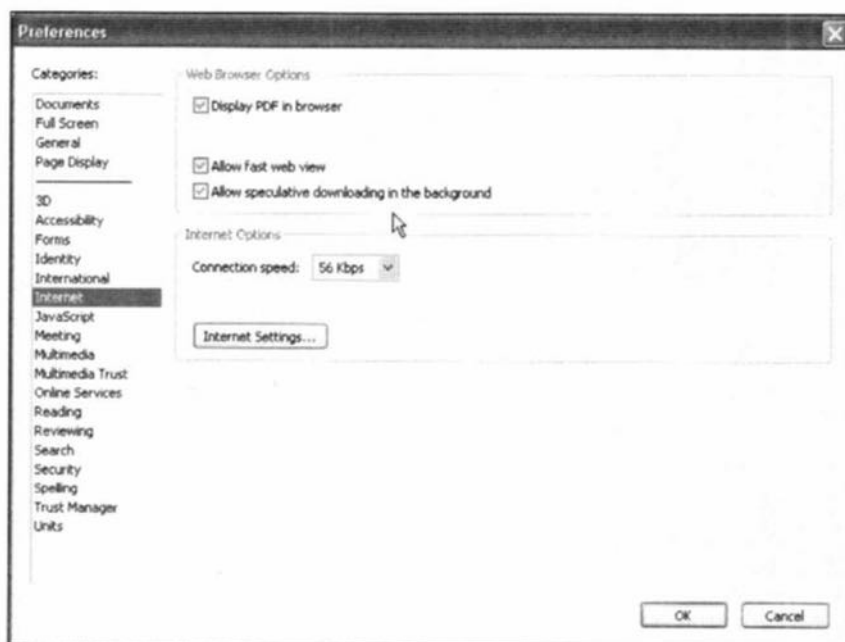 Preferences
Categories:
Documents
Full Screen
General
Page Display
3D
Accessibility
Forms
Identity
International
Internet
JavaScript
Meeting
Multimedia
Multimedia Trust
Online Services
Reading
Reviewing
Search
Security
Spelling
Trust Manager
Units
Web Browser Options
Display PDF in browser
Allow fast web view
Allow speculative downloading in the background
Internet Options
Connection speed: 56 Kbps
Internet Settings...
OK Cancel